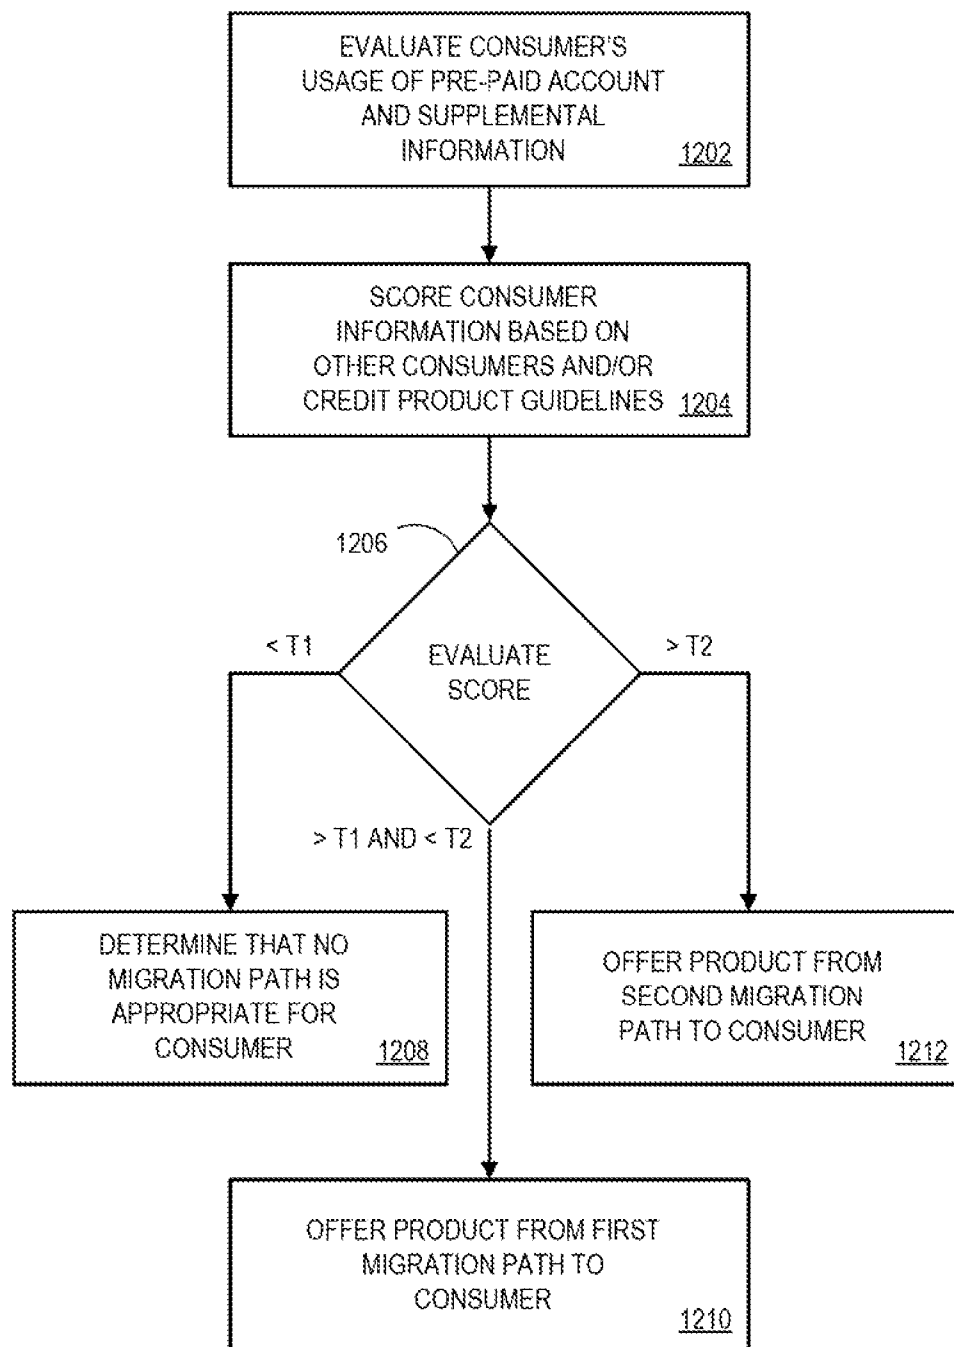 EVALUATE CONSUMER'S
USAGE OF PRE-PAID ACCOUNT
AND SUPPLEMENTAL
INFORMATION
1202
SCORE CONSUMER
INFORMATION BASED ON
OTHER CONSUMERS AND/OR
CREDIT PRODUCT GUIDELINES
1204
1206
EVALUATE
SCORE
< T1
> T2
> T1 AND < T2
DETERMINE THAT NO
MIGRATION PATH IS
APPROPRIATE FOR
CONSUMER
1208
OFFER PRODUCT FROM
SECOND MIGRATION
PATH TO CONSUMER
1212
OFFER PRODUCT FROM FIRST
MIGRATION PATH TO
CONSUMER
1210